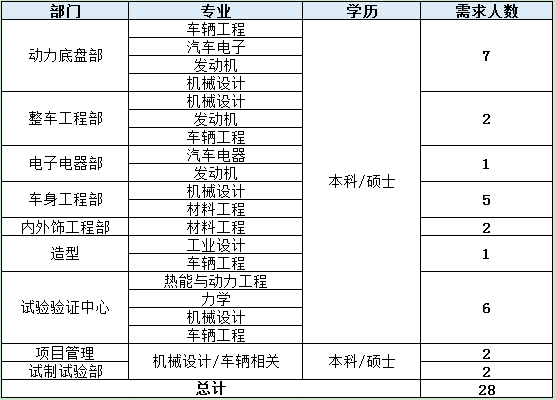 部门 专业 学历 需求人数
动力底盘部 车辆工程 本科/硕士 7
汽车电子
发动机
机械设计
整车工程部 机械设计 2
发动机
车辆工程
电子电器部 汽车电器 1
发动机
车身工程部 机械设计 5
材料工程
内外饰工程部 材料工程 2
造型 工业设计 1
车辆工程
试验验证中心 热能与动力工程 6
力学
机械设计
车辆工程
项目管理 机械设计/车辆相关 本科/硕士 2
试制试验部 2
总计 28